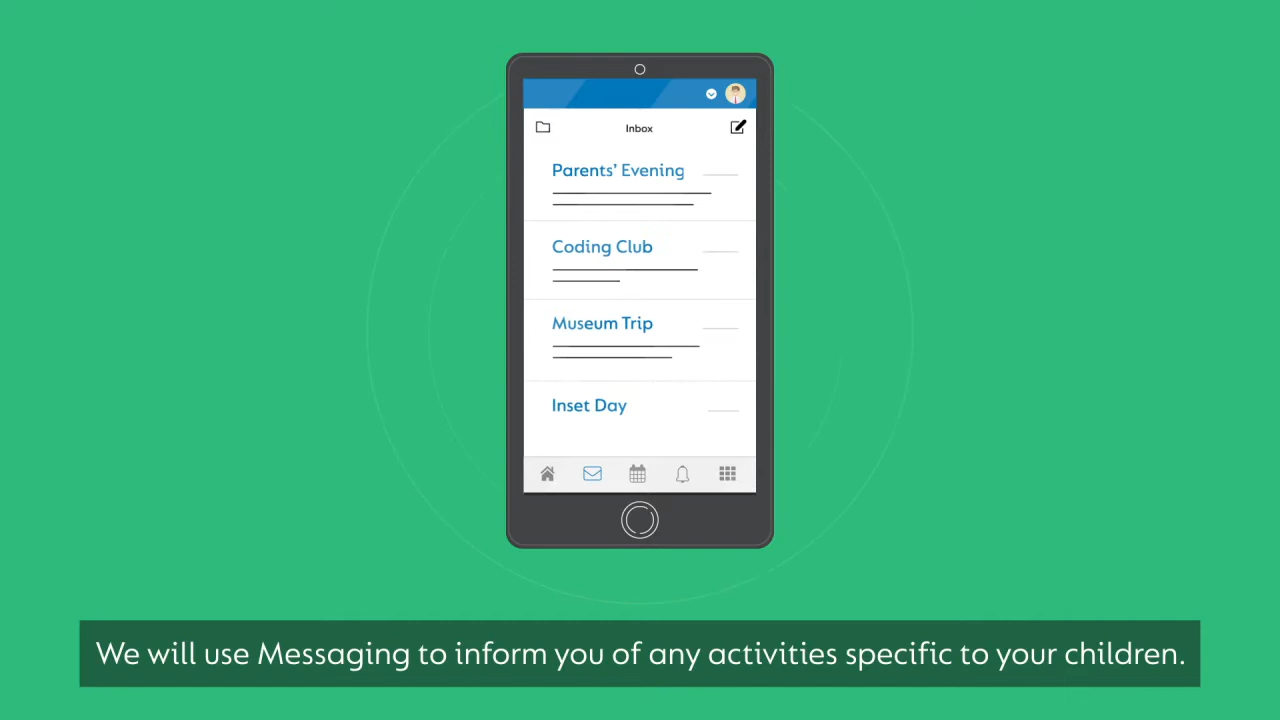 Inbox
Parents’ Evening
Coding Club
Museum Trip
Inset Day
We will use Messaging to inform you of any activities specific to your children.